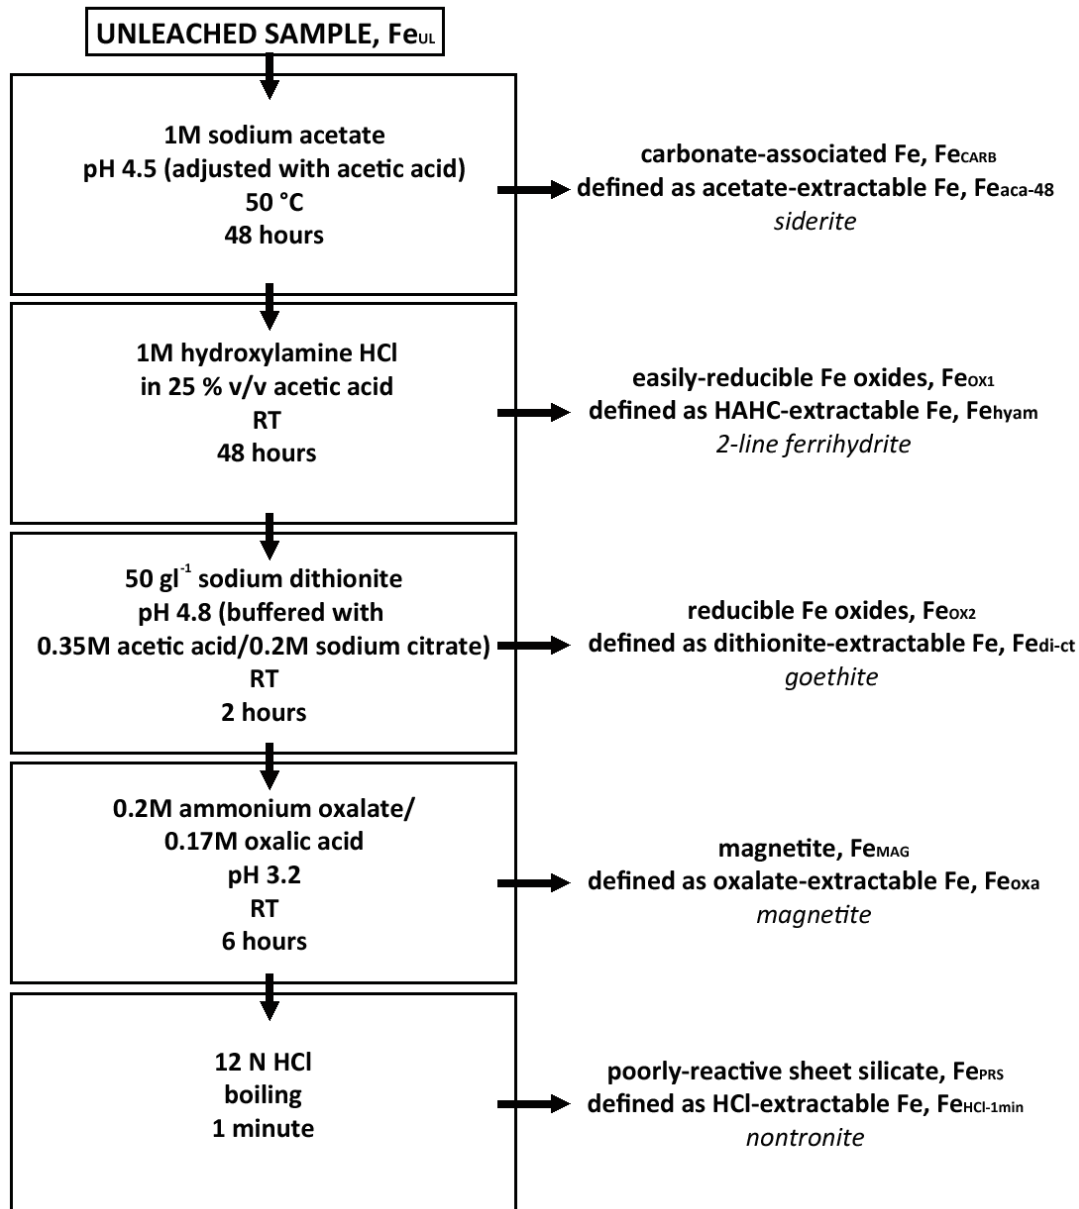 UNLEACHED SAMPLE, FeUL
1M sodium acetate
pH 4.5 (adjusted with acetic acid)
50 °C
48 hours
carbonate-associated Fe, FeCARB
defined as acetate-extractable Fe, Feaca-48
siderite
1M hydroxylamine HCl
in 25 % v/v acetic acid
RT
48 hours
easily-reducible Fe oxides, FeOX1
defined as HAHC-extractable Fe, Fehyam
2-line ferrihydrite
50 gl⁻¹ sodium dithionite
pH 4.8 (buffered with
0.35M acetic acid/0.2M sodium citrate)
RT
2 hours
reducible Fe oxides, FeOX2
defined as dithionite-extractable Fe, Fedi-ct
goethite
0.2M ammonium oxalate/
0.17M oxalic acid
pH 3.2
RT
6 hours
magnetite, FeMAG
defined as oxalate-extractable Fe, Feoxa
magnetite
12 N HCl
boiling
1 minute
poorly-reactive sheet silicate, FePRS
defined as HCl-extractable Fe, FeHCl-1min
nontronite